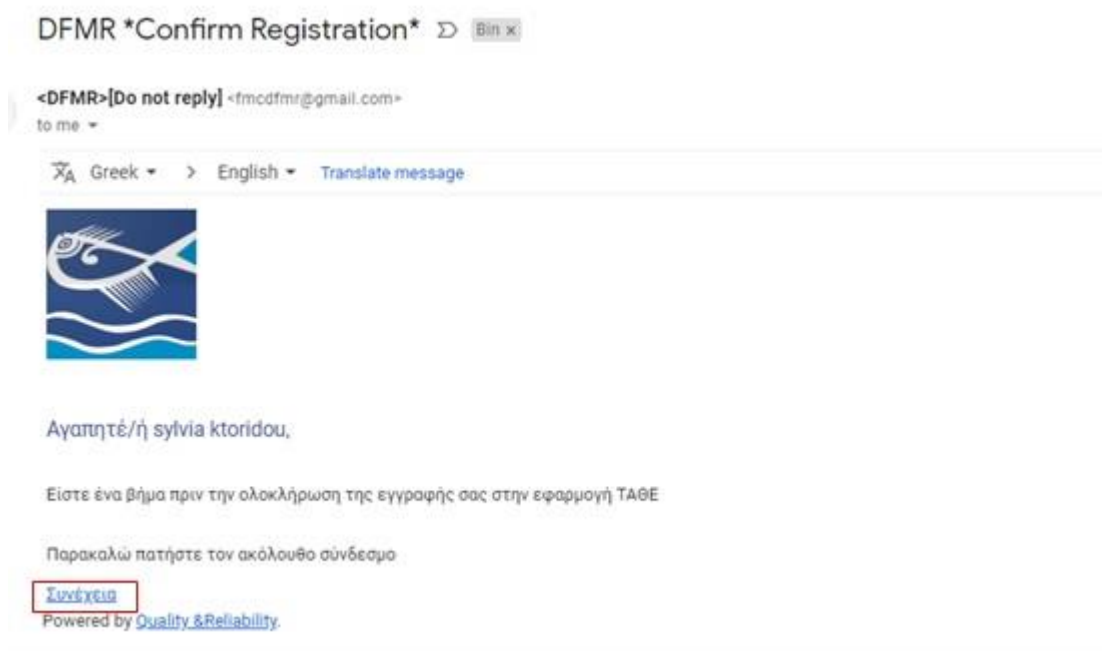 DFMR *Confirm Registration* Bin x
<DFMR>[Do not reply] <fmcdfmr@gmail.com>
to me
Greek > English Translate message
Αγαπητέ/ή sylvia ktoridou,
Είστε ένα βήμα πριν την ολοκλήρωση της εγγραφής σας στην εφαρμογή ΤΑΘΕ
Παρακαλώ πατήστε τον ακόλουθο σύνδεσμο
Συνέχεια
Powered by Quality &Reliability.